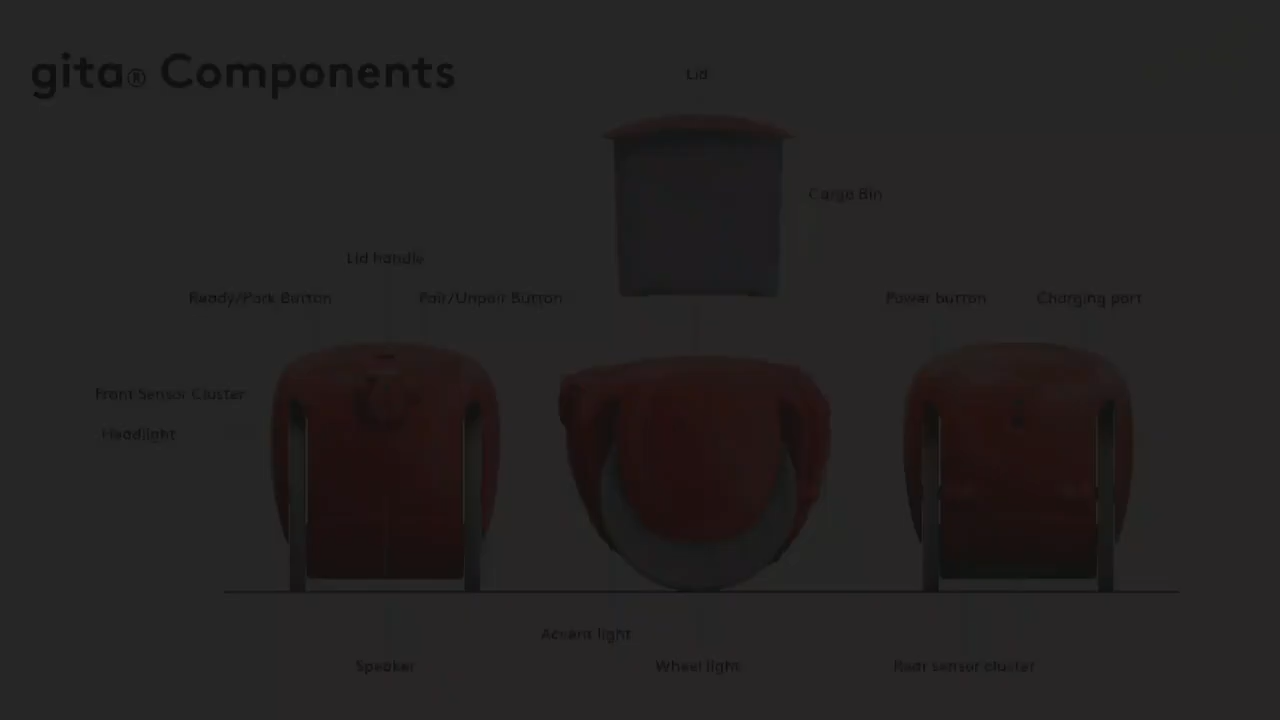 gita® Components
Lid
Cargo Bin
Lid handle
Ready/Park Button
Pair/Unpair Button
Power button
Charging port
Front Sensor Cluster
Headlight
Accent light
Speaker
Wheel light
Rear sensor cluster